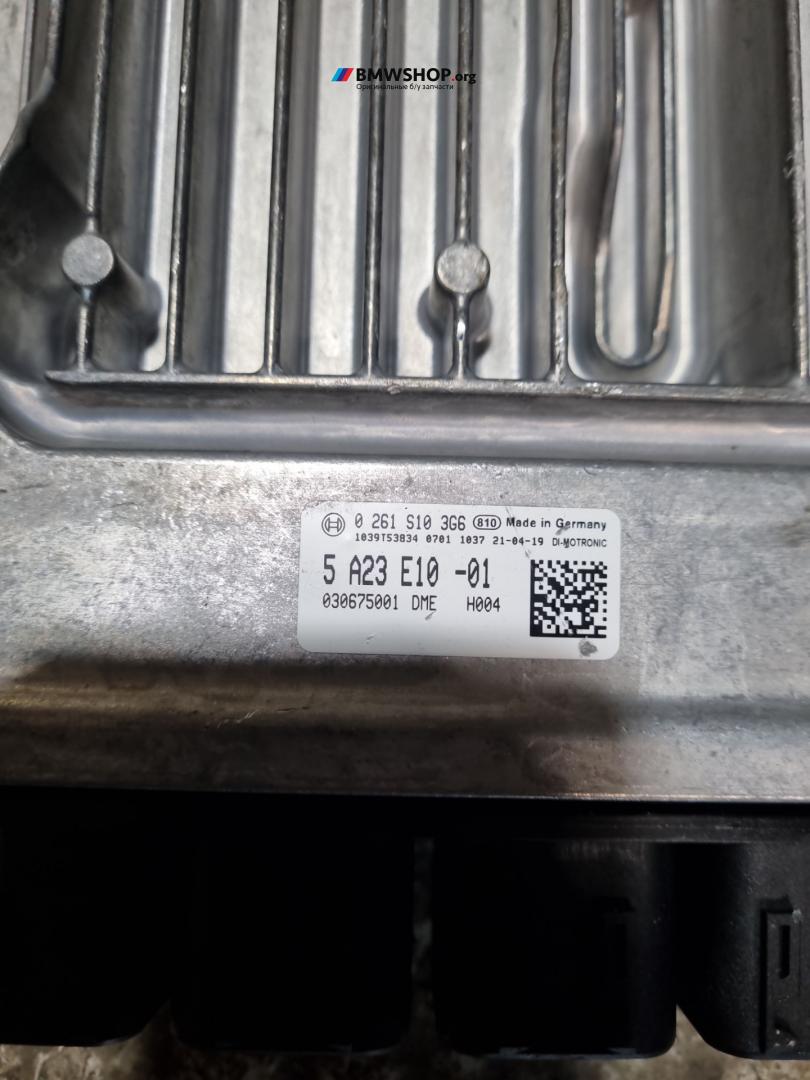 BMWSHOP.org
Оригинальные б/у запчасти
0 261 S10 3G6 810 Made in Germany
1039T53834 0701 1037 21-04-19 DI-MOTRONIC
5 A23 E10 -01
030675001 DME H004